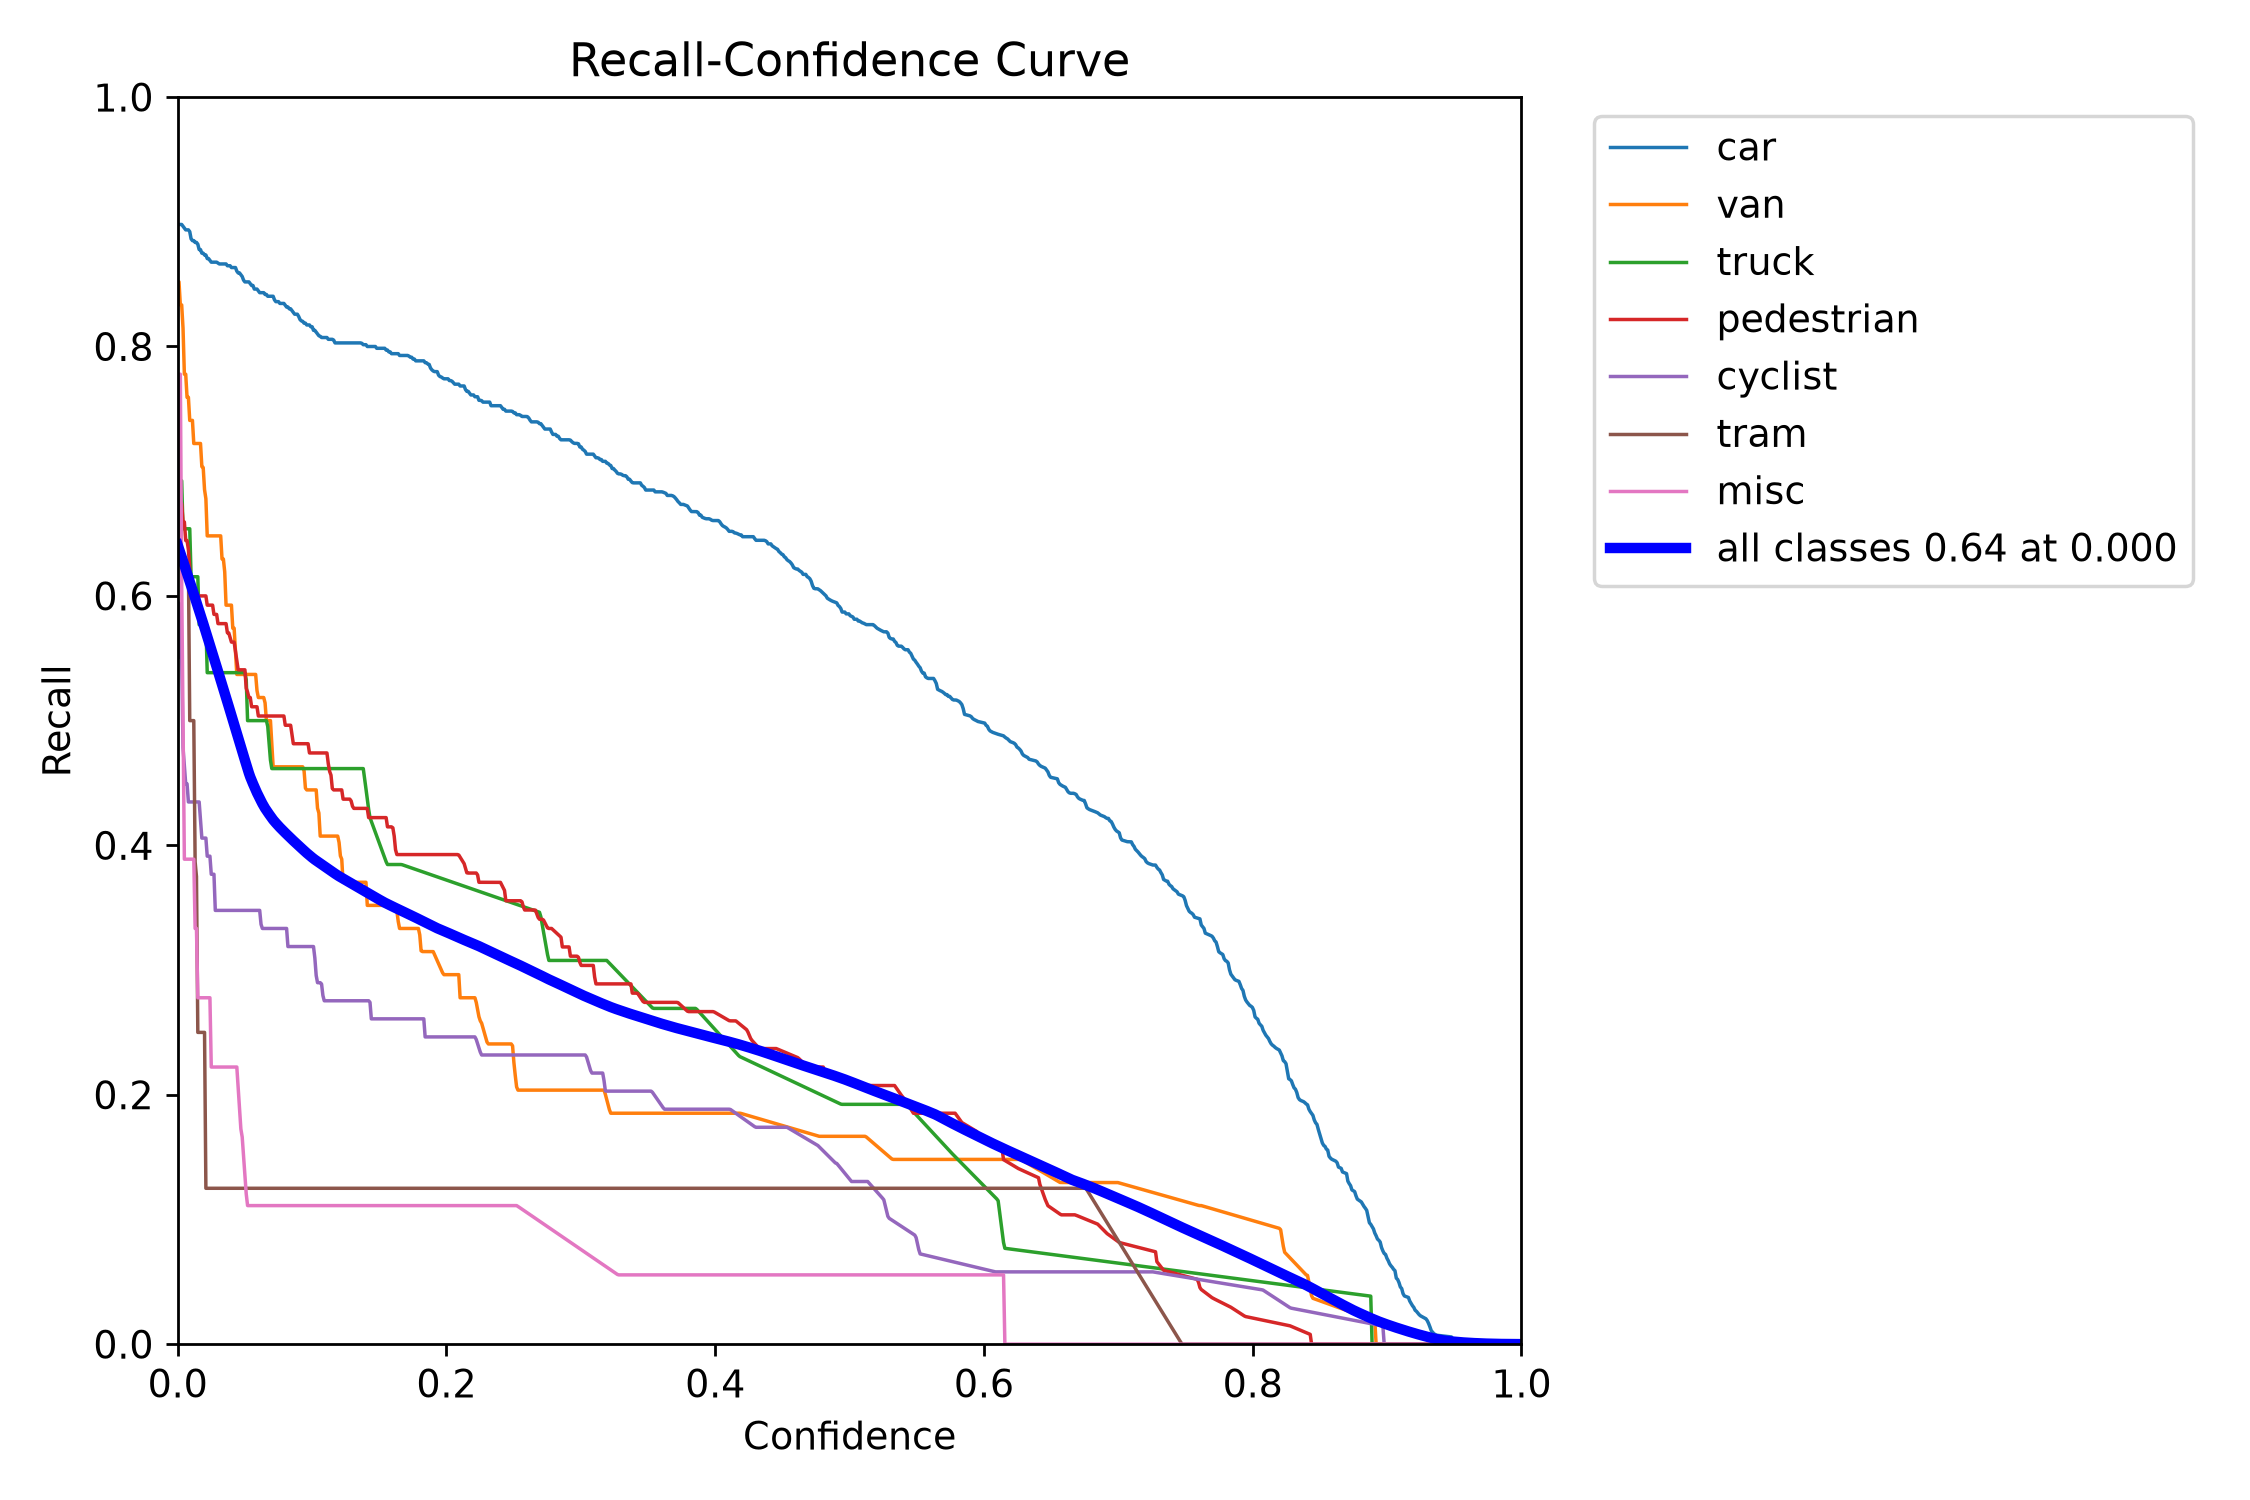 Recall-Confidence Curve
1.0
0.8
0.6
0.4
0.2
0.0
Recall
0.0 0.2 0.4 0.6 0.8 1.0
Confidence
car
van
truck
pedestrian
cyclist
tram
misc
all classes 0.64 at 0.000